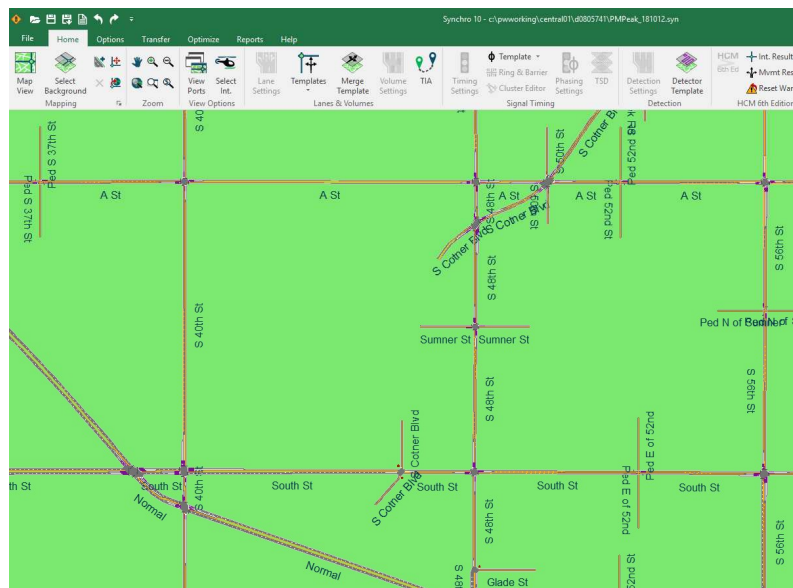 Synchro 10 - c:\pwworking\central01\d0805741\PMPeak_181012.syn
File Home Options Transfer Optimize Reports Help
Map View
Select Background
Mapping
Zoom
View Ports
Select Int.
View Options
Lane Settings
Templates
Merge Template
Volume Settings
TIA
Lanes & Volumes
Timing Settings
Template
Ring & Barrier
Cluster Editor
Phasing Settings
TSD
Signal Timing
Detection Settings
Detector Template
Detection
HCM 6th Ed
Int. Result
Mvmt Res
Reset War
HCM 6th Edition
S 40
Ped S 37th St
Ped S 37th St
A St
A St
S 48th St
A St
S 50th St
S 50th St
S Cotner Bl
Ped 52nd St
A St
A St
S Cotner Blvd
S Cotner Blvd
S 48th St
S 56th St
S 40th St
Sumner St
Sumner St
Ped N of
S 48th St
S 56th St
Cotner Blvd
Ped E of 52nd
th St
South St
S 40th St
South St
S Cotner Blvd
South St
South St
Ped E of 52nd
South St
Normal
S 48th St
S 56th St
Normal
S 48
Glade St